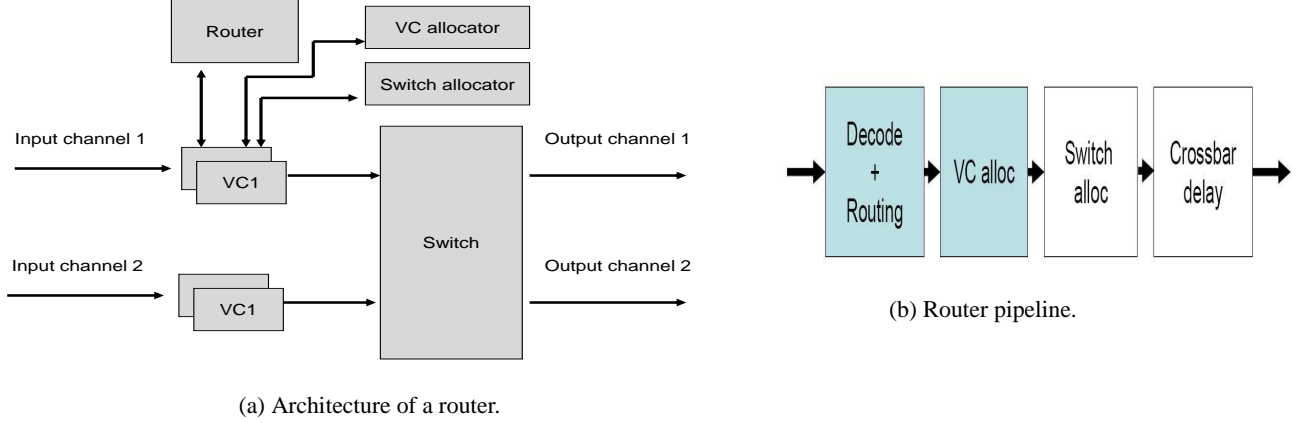 Router
VC allocator
Switch allocator
Input channel 1
VC1
Output channel 1
Switch
Input channel 2
VC1
Output channel 2
(a) Architecture of a router.
Decode
+
Routing
VC alloc
Switch
alloc
Crossbar
delay
(b) Router pipeline.